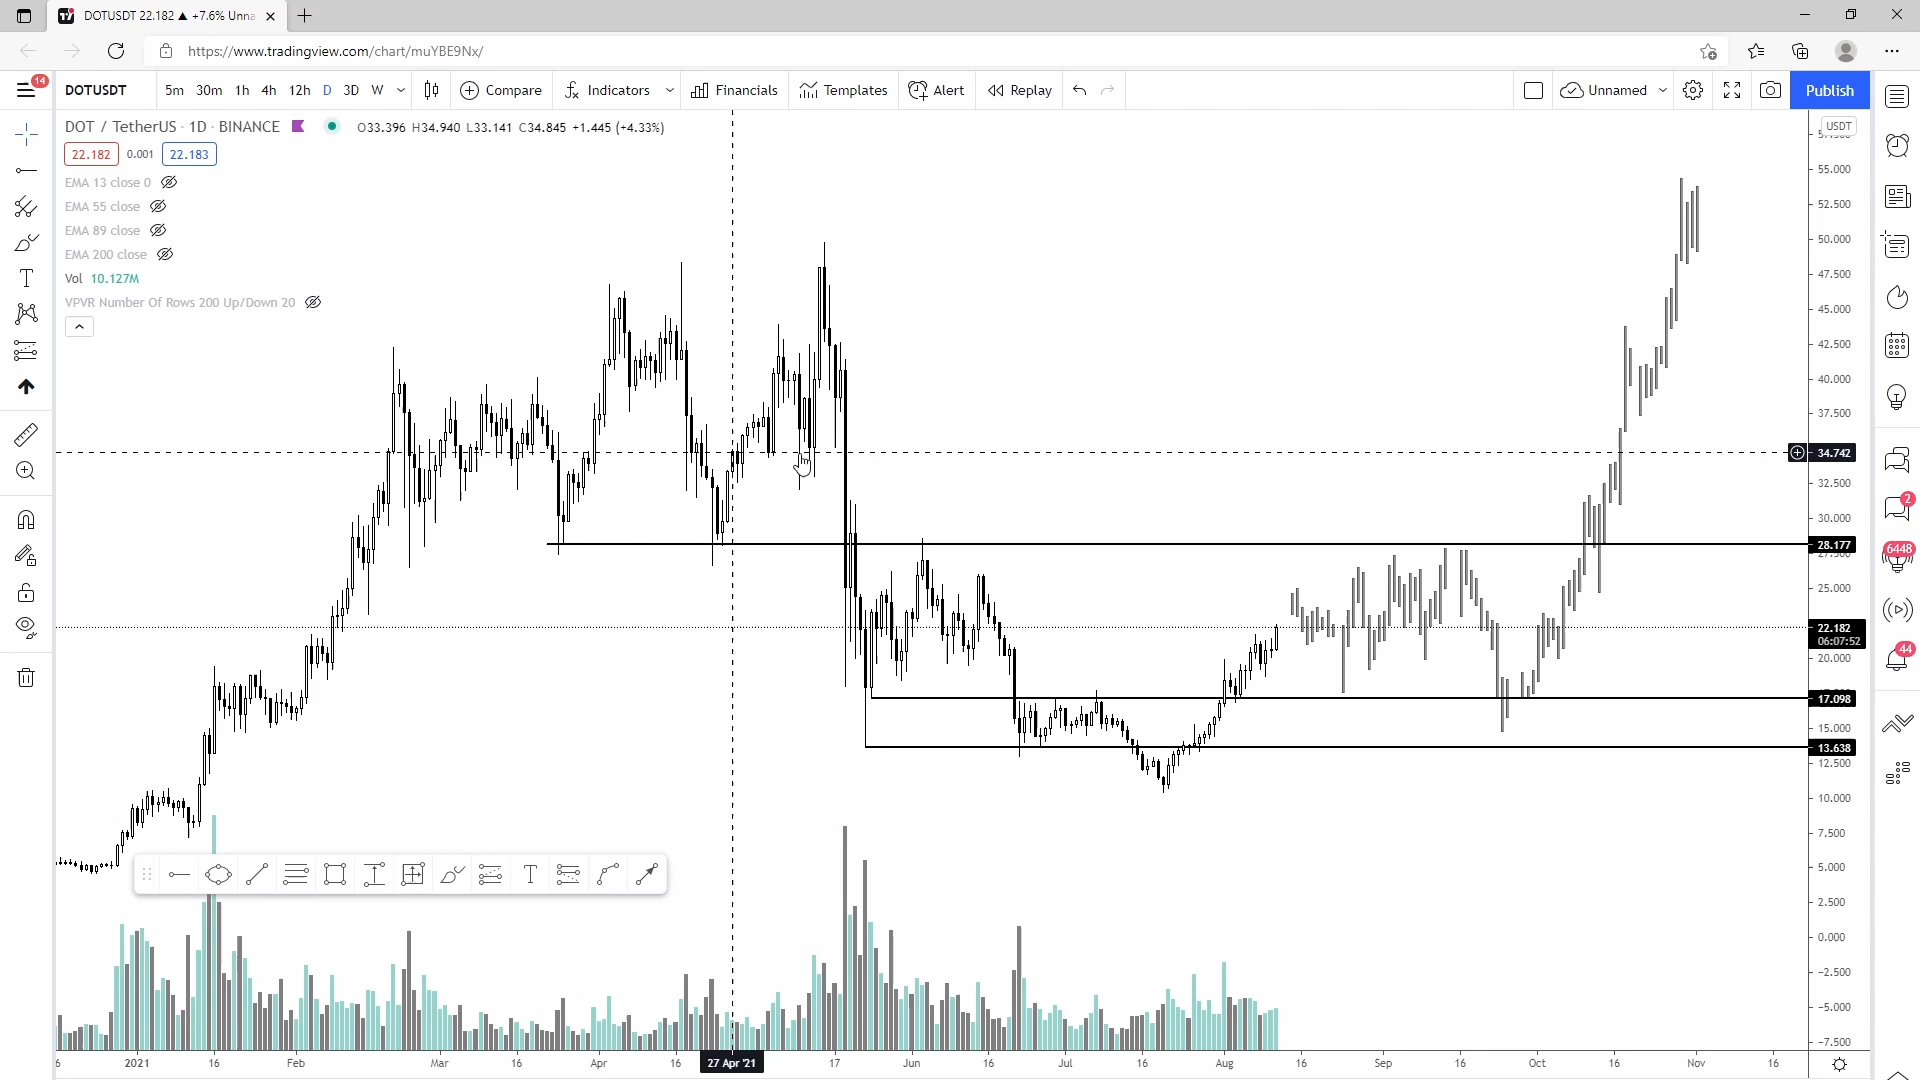 DOTUSDT 22.182 ▲ +7.6% Unna
https://www.tradingview.com/chart/muYBE9Nx/
14
DOTUSDT 5m 30m 1h 4h 12h D 3D W Compare Indicators Financials Templates Alert Replay Unnamed Publish
DOT / TetherUS · 1D · BINANCE O33.396 H34.940 L33.141 C34.845 +1.445 (+4.33%)
USDT
22.182 0.001 22.183
EMA 13 close 0
EMA 55 close
EMA 89 close
EMA 200 close
Vol 10.127M
VPVR Number Of Rows 200 Up/Down 20
55.000
52.500
50.000
47.500
45.000
42.500
40.000
37.500
34.742
32.500
30.000
28.177
25.000
22.182
06:07:52
20.000
17.098
15.000
13.638
12.500
10.000
7.500
5.000
2.500
0.000
−2.500
−5.000
−7.500
2
6448
44
6 2021 16 Feb Mar 16 Apr 16 27 Apr '21 17 Jun 16 Jul 16 Aug 16 Sep 16 Oct 16 Nov 16